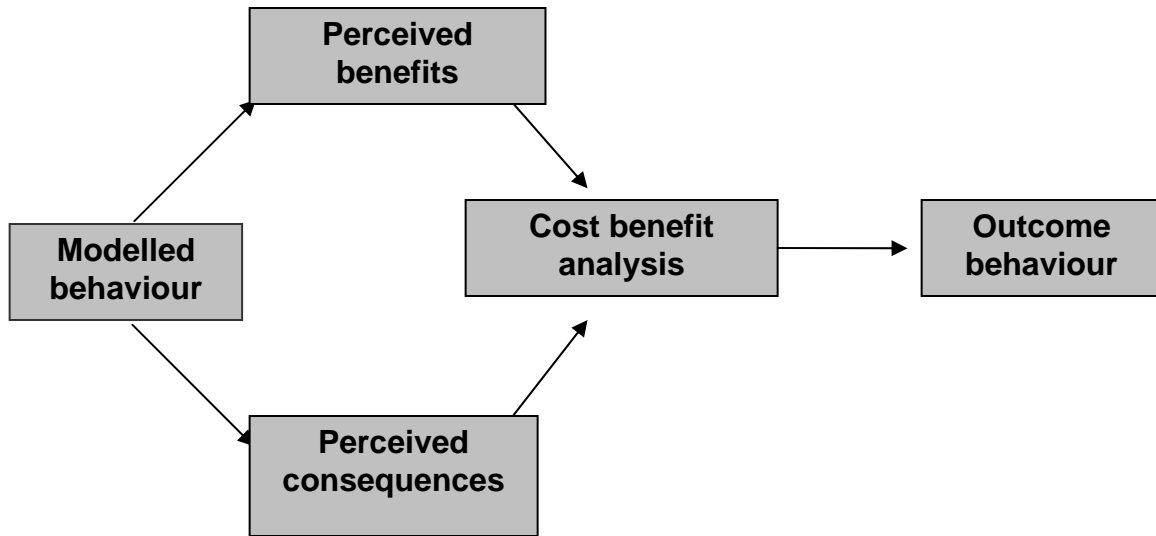 Perceived
benefits
Modelled
behaviour
Cost benefit
analysis
Outcome
behaviour
Perceived
consequences